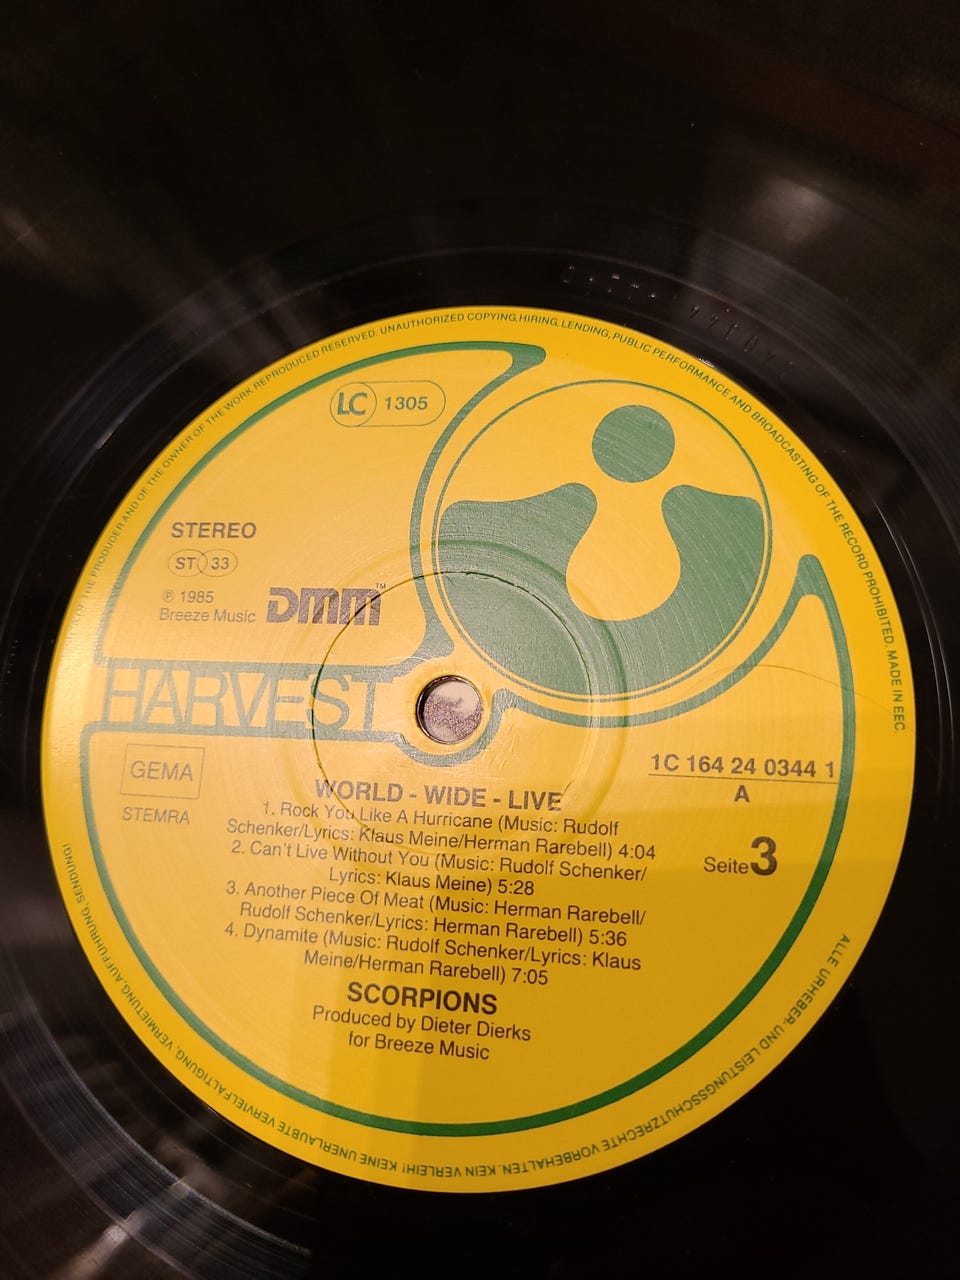 OF THE PRODUCER AND OF THE OWNER OF THE WORK REPRODUCED RESERVED. UNAUTHORIZED COPYING, HIRING, LENDING, PUBLIC PERFORMANCE AND BROADCASTING OF THE RECORD PROHIBITED. MADE IN EEC.
LC 1305
STEREO
ST 33
℗ 1985
Breeze Music
DMM™
HARVEST
GEMA
STEMRA
1C 164 24 0344 1
A
Seite 3
WORLD - WIDE - LIVE
1. Rock You Like A Hurricane (Music: Rudolf
Schenker/Lyrics: Klaus Meine/Herman Rarebell) 4:04
2. Can't Live Without You (Music: Rudolf Schenker/
Lyrics: Klaus Meine) 5:28
3. Another Piece Of Meat (Music: Herman Rarebell/
Rudolf Schenker/Lyrics: Herman Rarebell) 5:36
4. Dynamite (Music: Rudolf Schenker/Lyrics: Klaus
Meine/Herman Rarebell) 7:05
SCORPIONS
Produced by Dieter Dierks
for Breeze Music
ALLE URHEBER- UND LEISTUNGSSCHUTZRECHTE VORBEHALTEN. KEIN VERLEIH! KEINE UNERLAUBTE VERVIELFÄLTIGUNG, VERMIETUNG, AUFFÜHRUNG, SENDUNG!